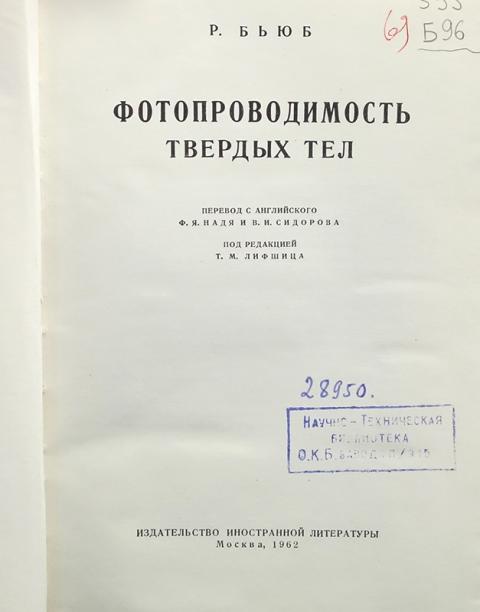 Р. БЬЮБ
69
Б96
ФОТОПРОВОДИМОСТЬ
ТВЕРДЫХ ТЕЛ
ПЕРЕВОД С АНГЛИЙСКОГО
Ф. Я. НАДЯ И В. И. СИДОРОВА
ПОД РЕДАКЦИЕЙ
Т. М. ЛИФШИЦА
28950.
НАУЧНО-ТЕХНИЧЕСКАЯ
БИБЛИОТЕКА
О.К.Б.
ИЗДАТЕЛЬСТВО ИНОСТРАННОЙ ЛИТЕРАТУРЫ
Москва, 1962